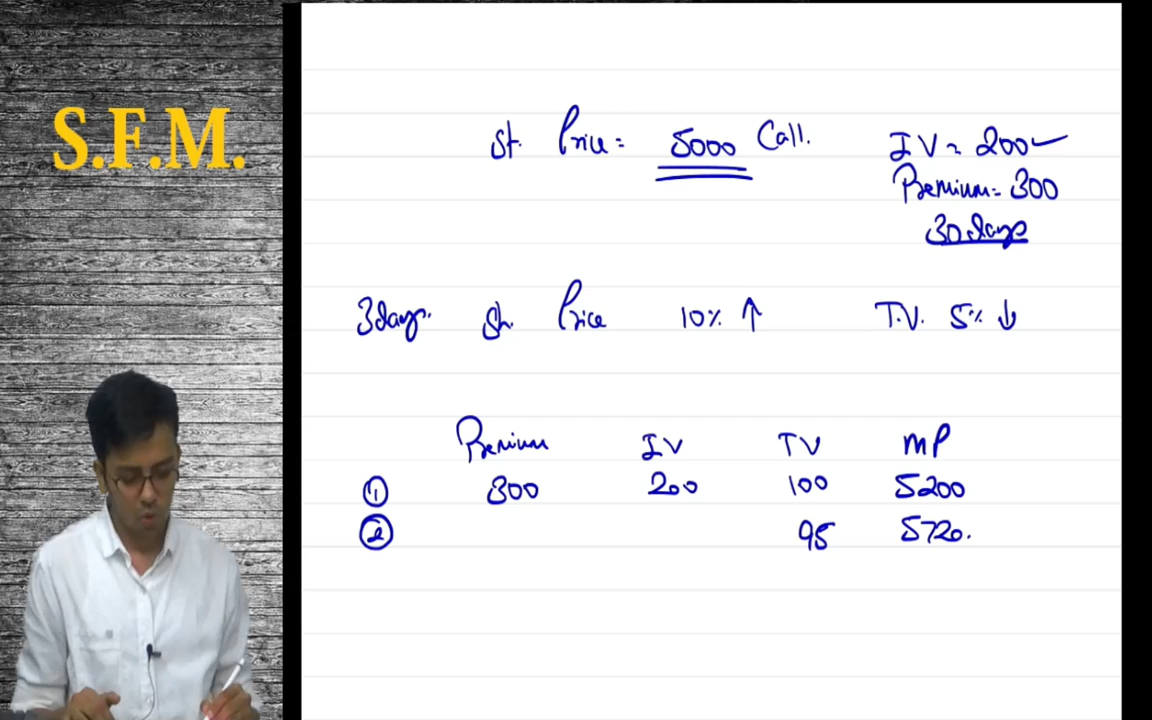 S.F.M.
St. Price = 5000 Call. IV = 200
Premium = 300
30 days
3 days. Sh. Price 10% ↑ T.V. 5% ↓
Premium IV TV MP
① 300 200 100 5200
② 95 5720.